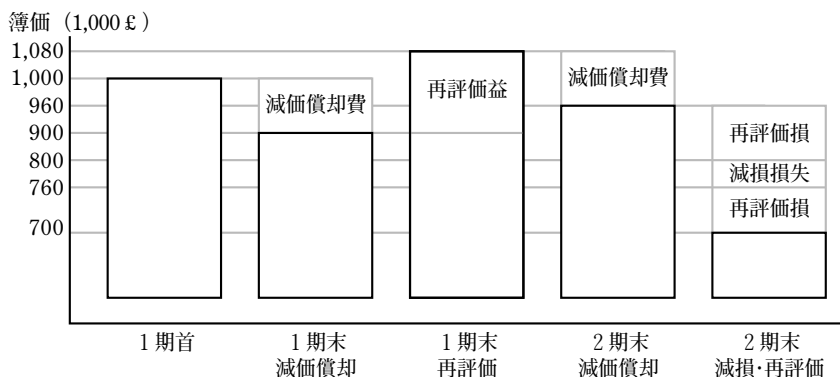 簿価（1,000￡）
1,080
1,000
960
900
800
760
700
減価償却費
再評価益
減価償却費
再評価損
減損損失
再評価損
1期首
1期末
減価償却
1期末
再評価
2期末
減価償却
2期末
減損・再評価